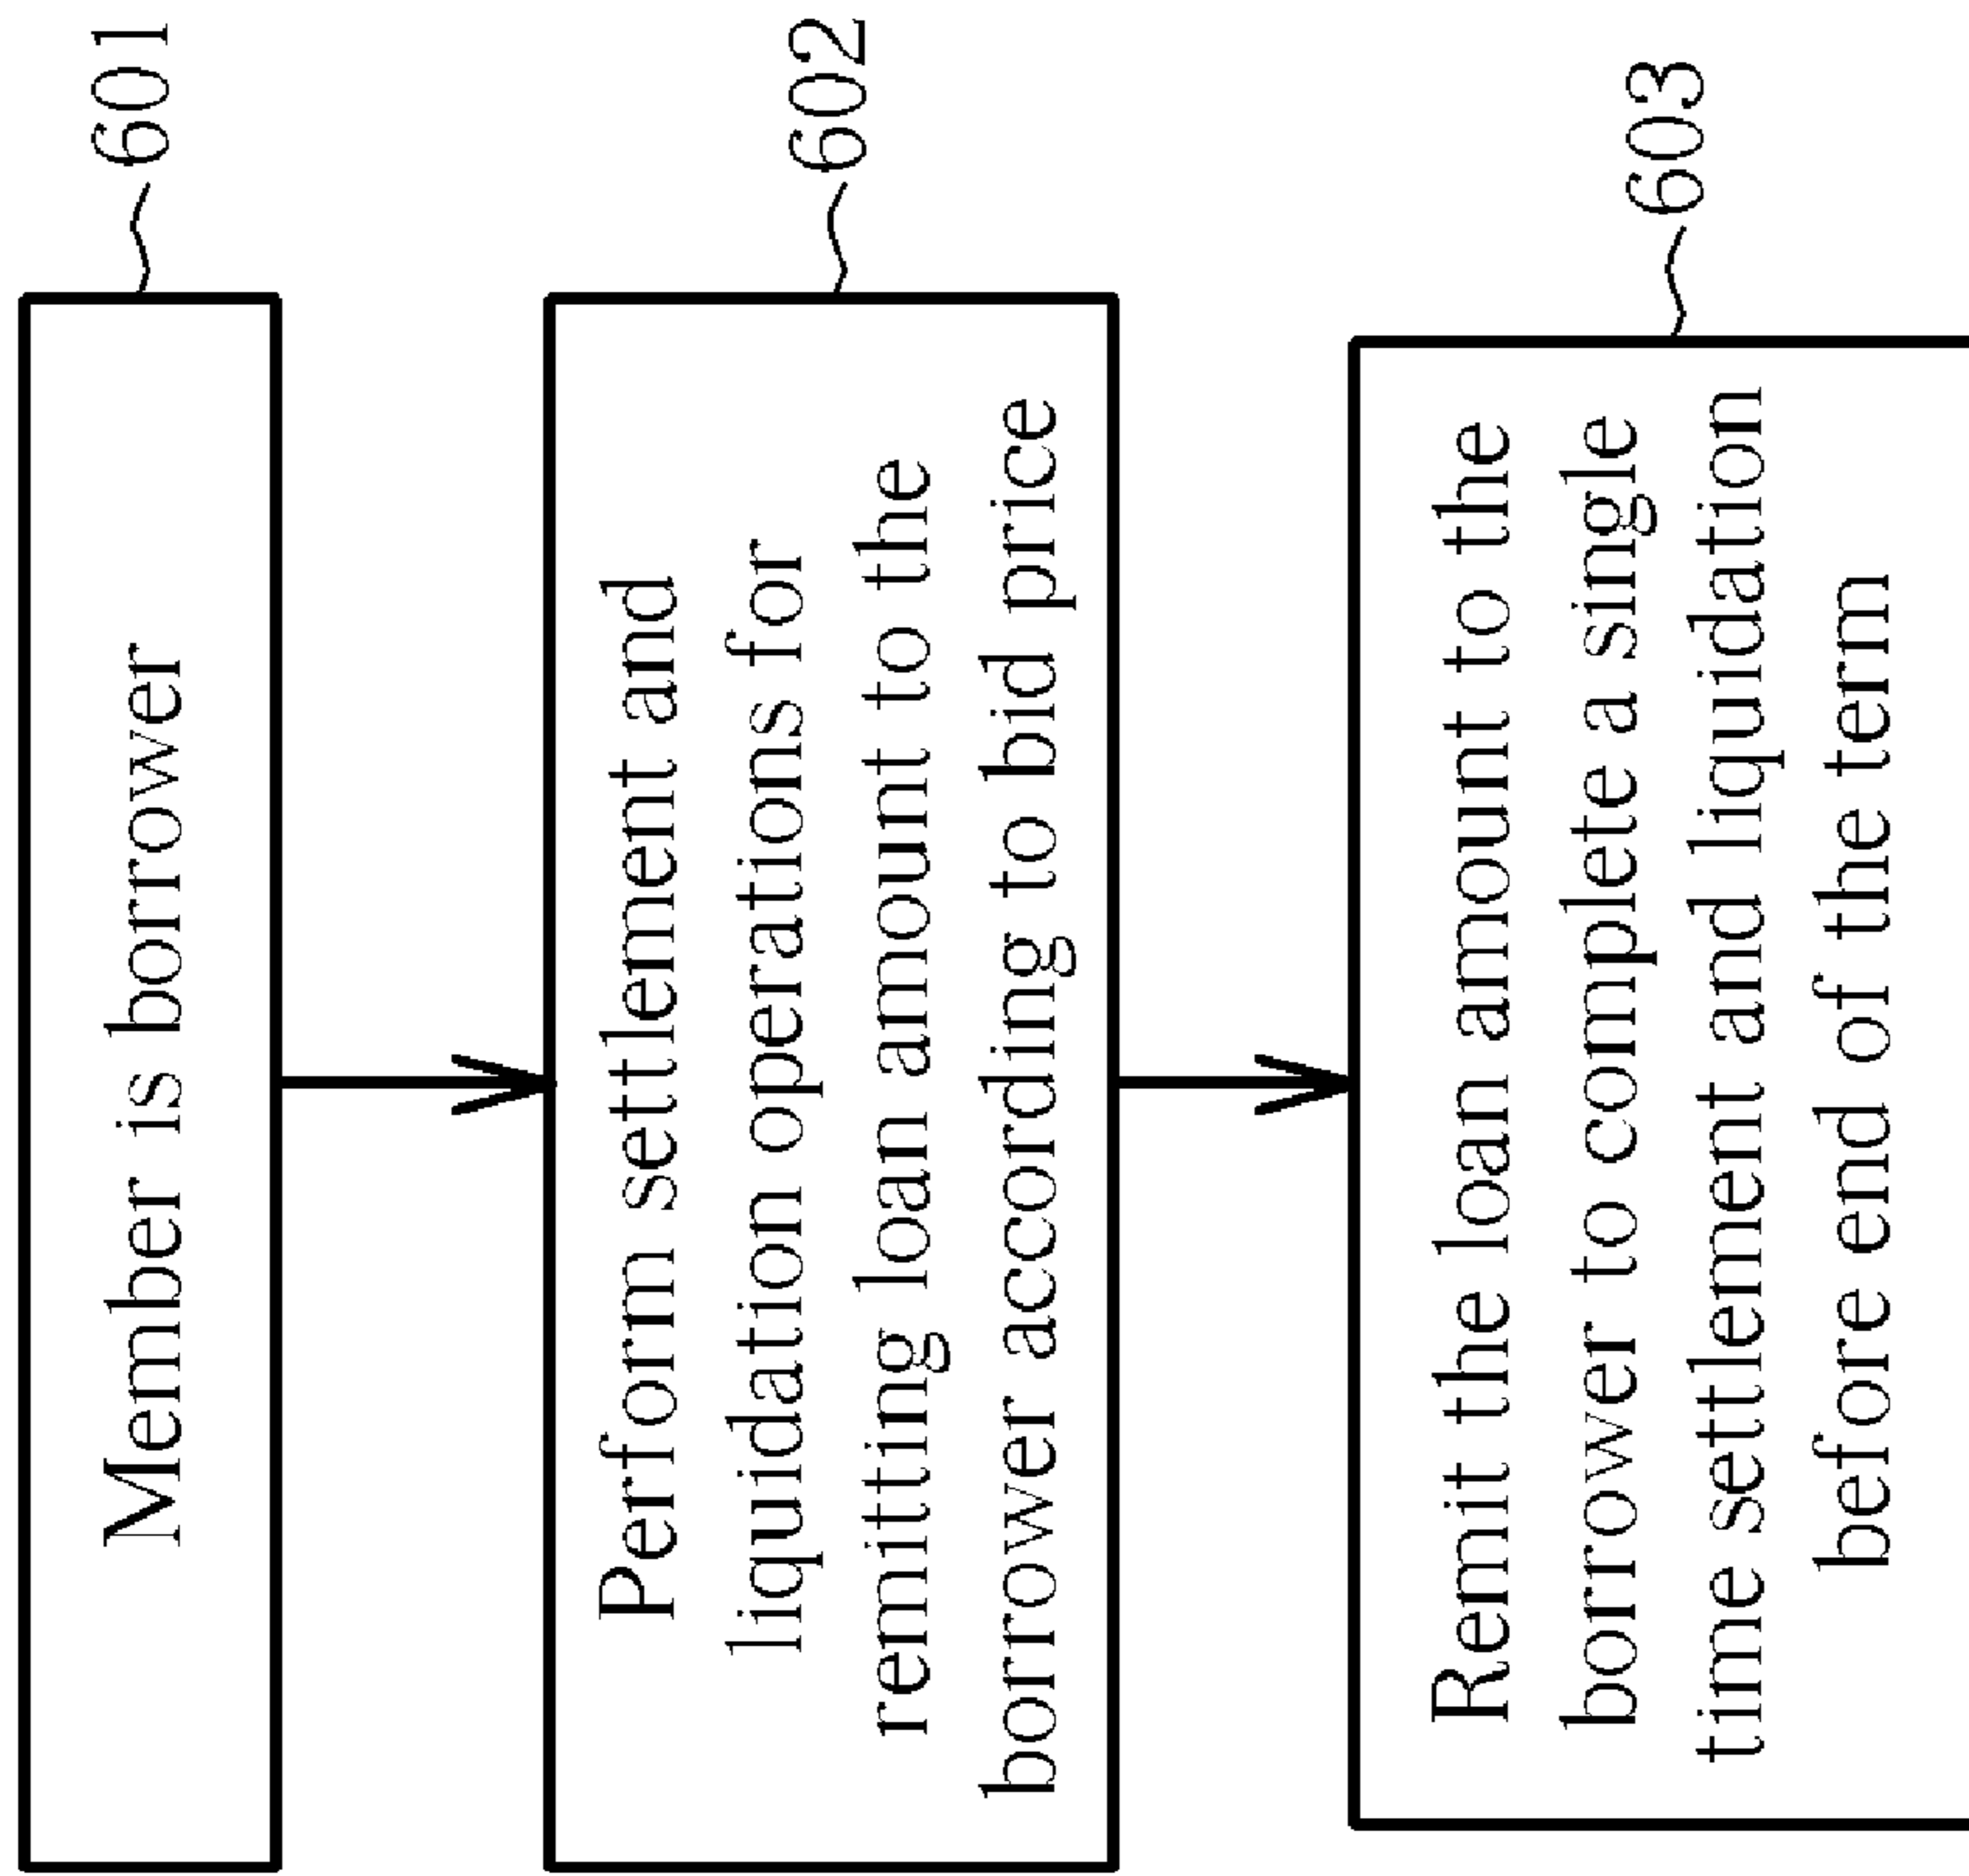 Member is borrower
601
Perform settlement and
liquidation operations for
remitting loan amount to the
borrower according to bid price
602
Remit the loan amount to the
borrower to complete a single
time settlement and liquidation
before end of the term
603